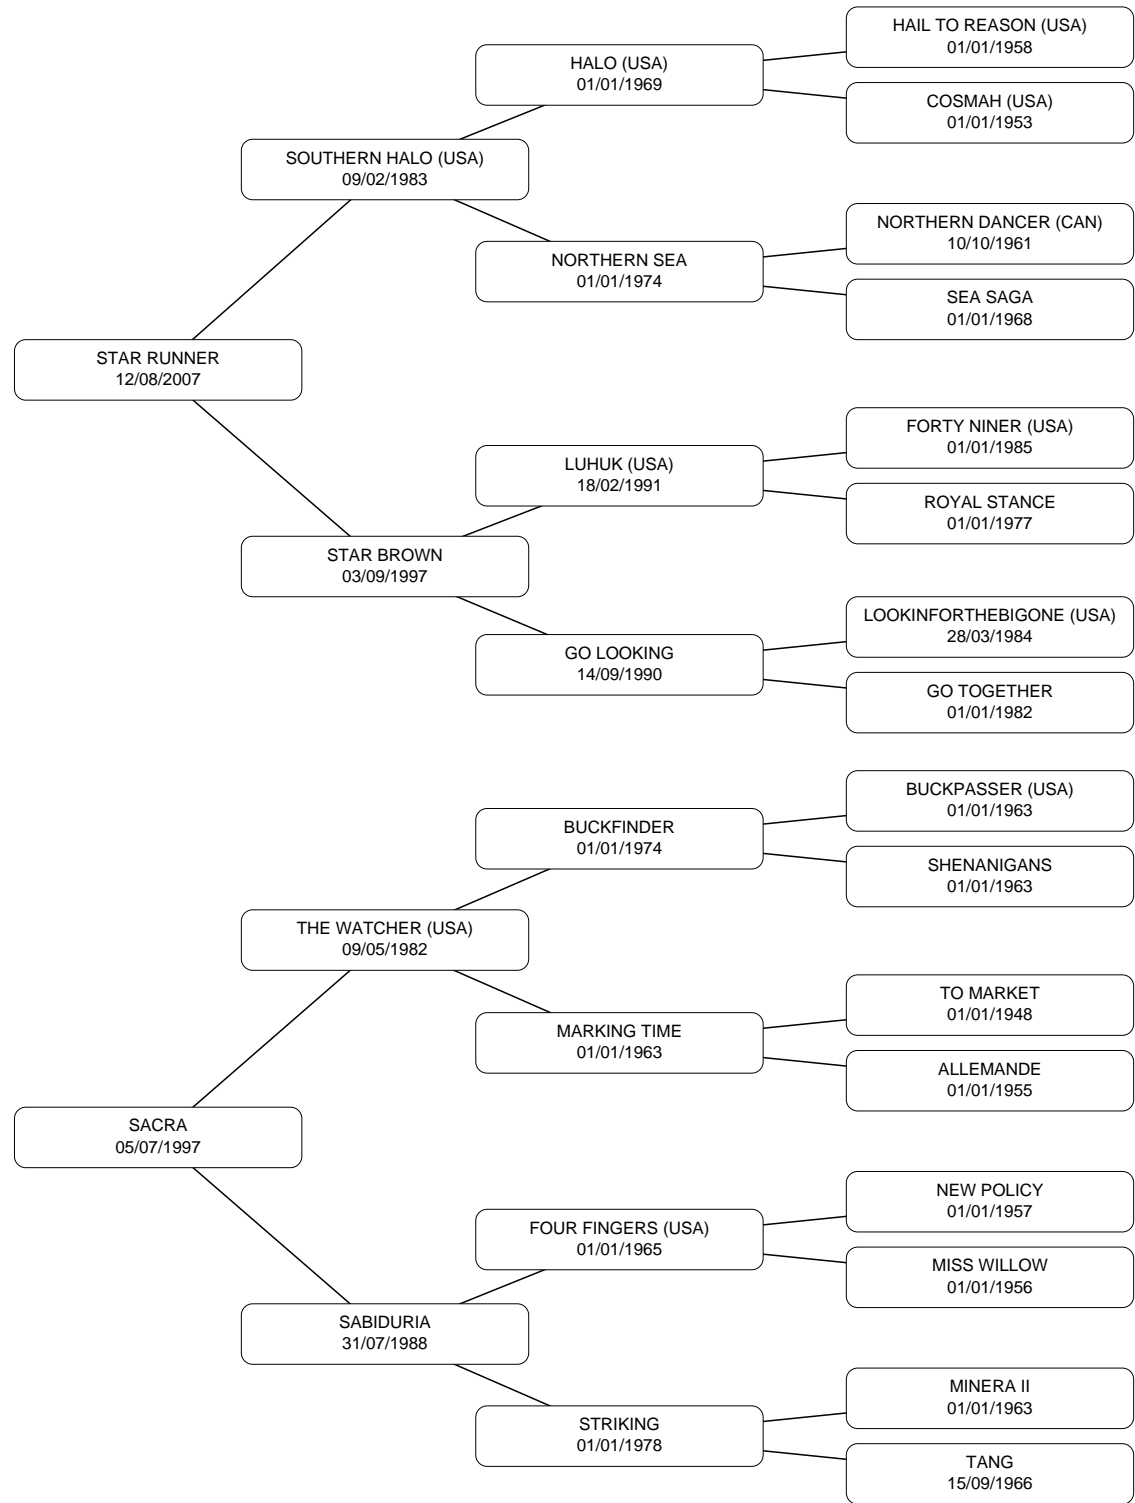 HAIL TO REASON (USA)
01/01/1958
HALO (USA)
01/01/1969
COSMAH (USA)
01/01/1953
SOUTHERN HALO (USA)
09/02/1983
NORTHERN DANCER (CAN)
10/10/1961
NORTHERN SEA
01/01/1974
SEA SAGA
01/01/1968
STAR RUNNER
12/08/2007
FORTY NINER (USA)
01/01/1985
LUHUK (USA)
18/02/1991
ROYAL STANCE
01/01/1977
STAR BROWN
03/09/1997
LOOKINFORTHEBIGONE (USA)
28/03/1984
GO LOOKING
14/09/1990
GO TOGETHER
01/01/1982
BUCKPASSER (USA)
01/01/1963
BUCKFINDER
01/01/1974
SHENANIGANS
01/01/1963
THE WATCHER (USA)
09/05/1982
TO MARKET
01/01/1948
MARKING TIME
01/01/1963
ALLEMANDE
01/01/1955
SACRA
05/07/1997
NEW POLICY
01/01/1957
FOUR FINGERS (USA)
01/01/1965
MISS WILLOW
01/01/1956
SABIDURIA
31/07/1988
MINERA II
01/01/1963
STRIKING
01/01/1978
TANG
15/09/1966